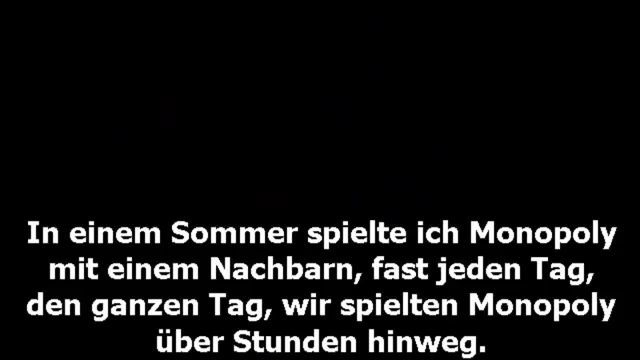 In einem Sommer spielte ich Monopoly
mit einem Nachbarn, fast jeden Tag,
den ganzen Tag, wir spielten Monopoly
über Stunden hinweg.